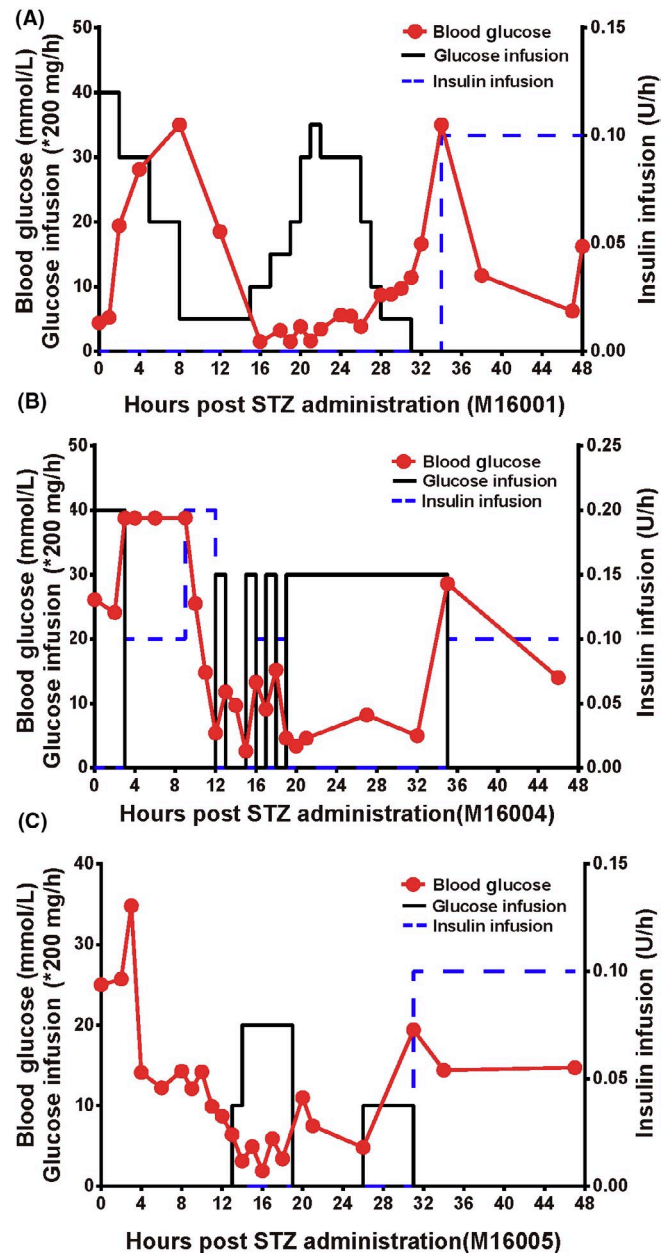 (A)
Blood glucose (mmol/L)
Glucose infusion (*200 mg/h)
50
40
30
20
10
0
Blood glucose
Glucose infusion
Insulin infusion
0.15
0.10
0.05
0.00
Insulin infusion (U/h)
0 4 8 12 16 20 24 28 32 36 40 44 48
Hours post STZ administration (M16001)
(B)
Blood glucose (mmol/L)
Glucose infusion (*200 mg/h)
50
40
30
20
10
0
Blood glucose
Glucose infusion
Insulin infusion
0.25
0.20
0.15
0.10
0.05
0.00
Insulin infusion (U/h)
0 4 8 12 16 20 24 28 32 36 40 44 48
Hours post STZ administration(M16004)
(C)
Blood glucose (mmol/L)
Glucose infusion (*200 mg/h)
40
30
20
10
0
Blood glucose
Glucose infusion
Insulin infusion
0.15
0.10
0.05
0.00
Insulin infusion (U/h)
0 4 8 12 16 20 24 28 32 36 40 44 48
Hours post STZ administration(M16005)